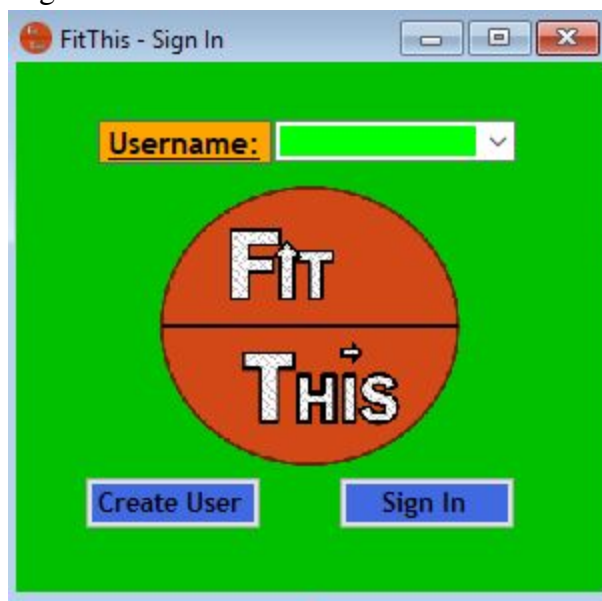 FitThis - Sign In
Username:
FIT
THIS
Create User
Sign In